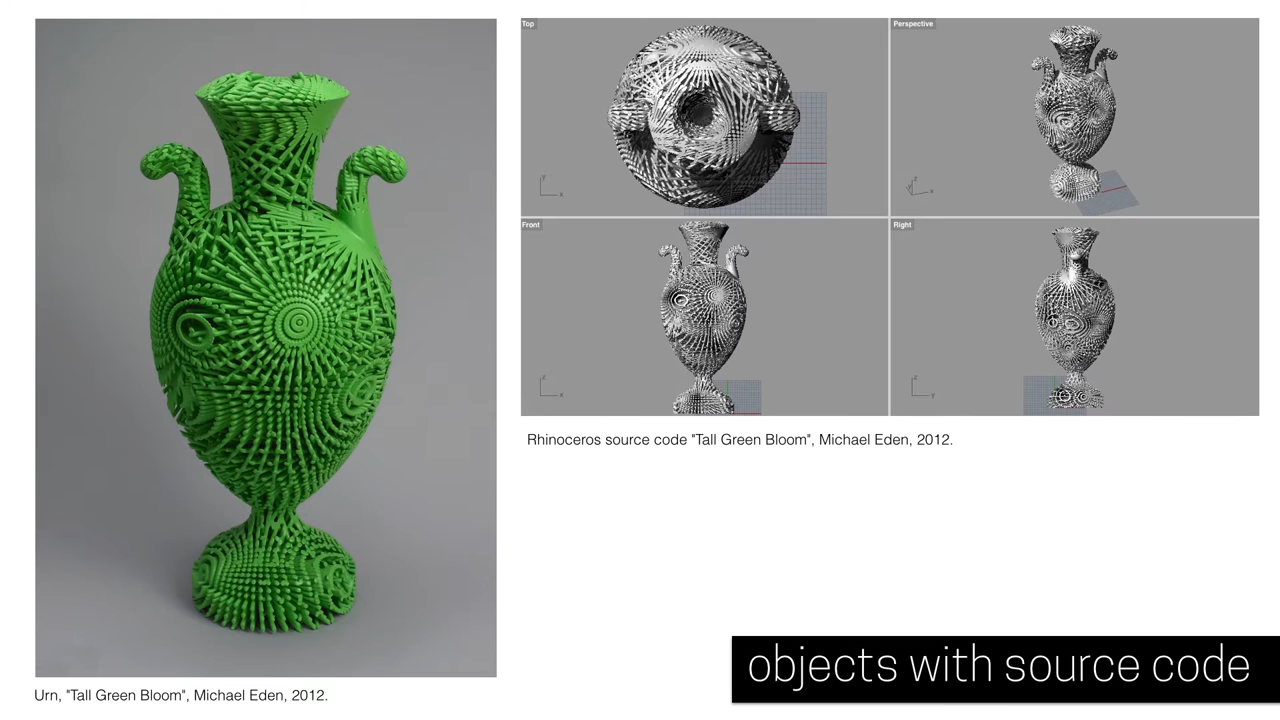 Top
Perspective
Front
Right
Rhinoceros source code "Tall Green Bloom", Michael Eden, 2012.
objects with source code
Urn, "Tall Green Bloom", Michael Eden, 2012.